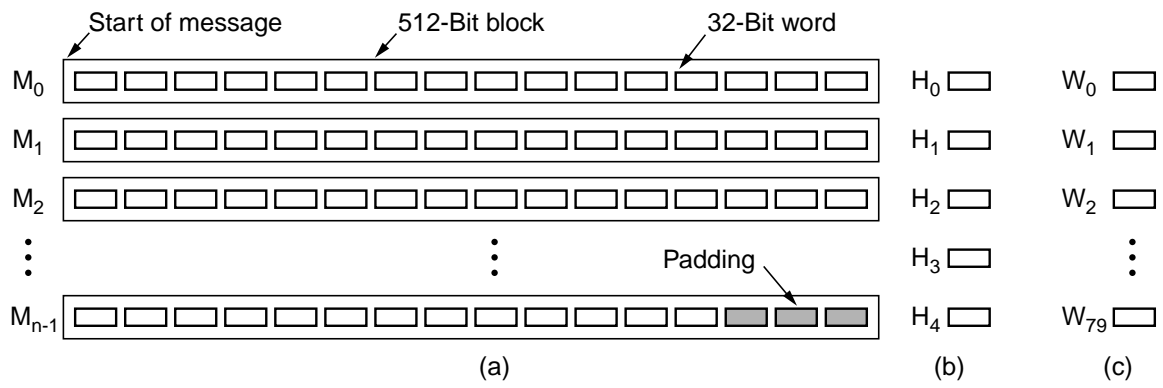 Start of message 512-Bit block 32-Bit word
M0 H0 W0
M1 H1 W1
M2 H2 W2
H3
Padding
Mn-1 H4 W79
(a) (b) (c)